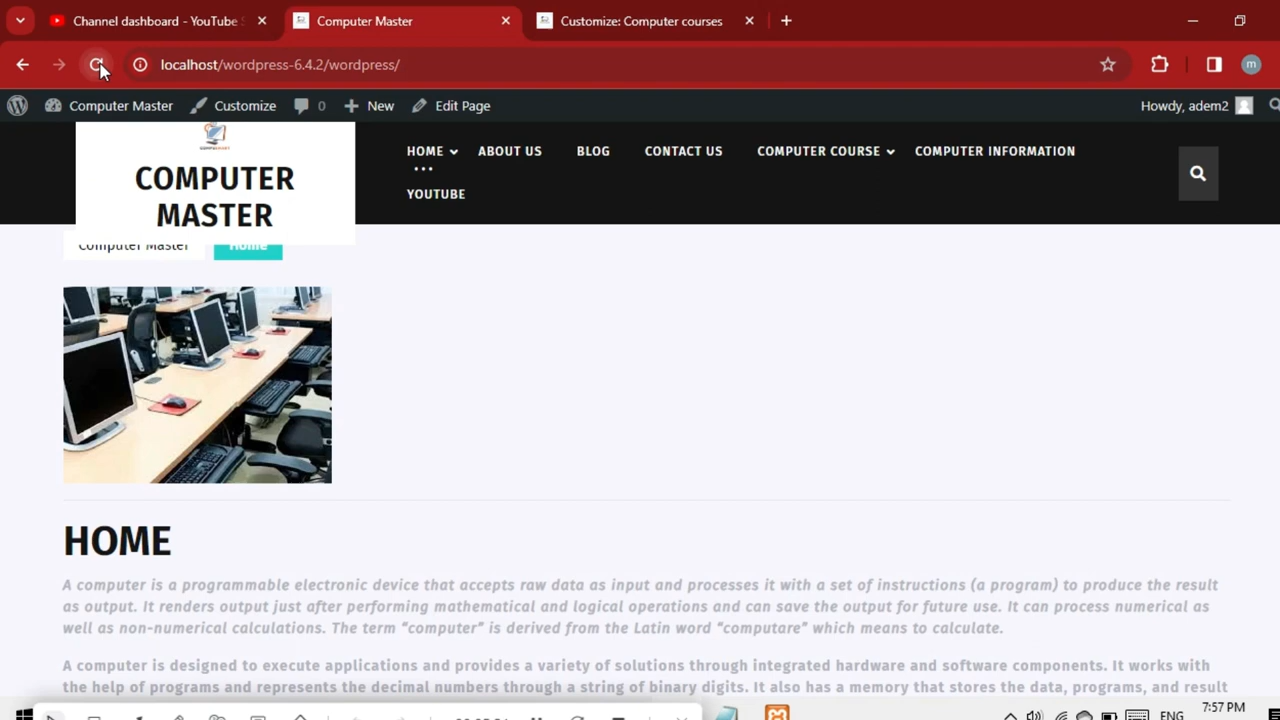 Channel dashboard - YouTube S
Computer Master
Customize: Computer courses
localhost/wordpress-6.4.2/wordpress/
m
Computer Master
Customize
0
New
Edit Page
Howdy, adem2
COMPUTER
MASTER
HOME
ABOUT US
BLOG
CONTACT US
COMPUTER COURSE
COMPUTER INFORMATION
YOUTUBE
Computer Master
Home
HOME
A computer is a programmable electronic device that accepts raw data as input and processes it with a set of instructions (a program) to produce the result
as output. It renders output just after performing mathematical and logical operations and can save the output for future use. It can process numerical as
well as non-numerical calculations. The term “computer” is derived from the Latin word “computare” which means to calculate.
A computer is designed to execute applications and provides a variety of solutions through integrated hardware and software components. It works with
the help of programs and represents the decimal numbers through a string of binary digits. It also has a memory that stores the data, programs, and result
ENG
7:57 PM